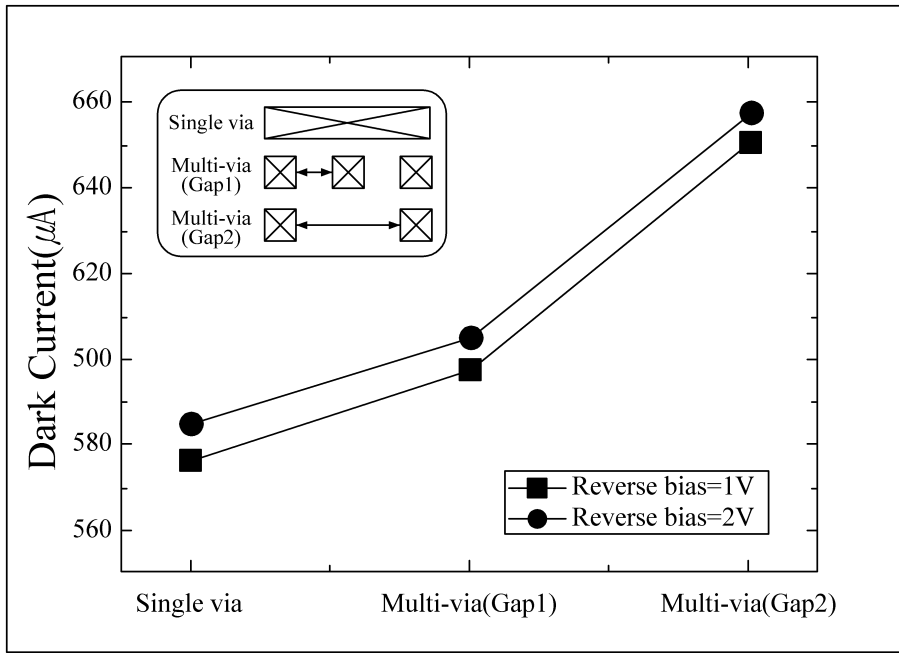 Single via
Multi-via
(Gap1)
Multi-via
(Gap2)
Dark Current(μA)
660
640
620
500
580
560
Reverse bias=1V
Reverse bias=2V
Single via
Multi-via(Gap1)
Multi-via(Gap2)